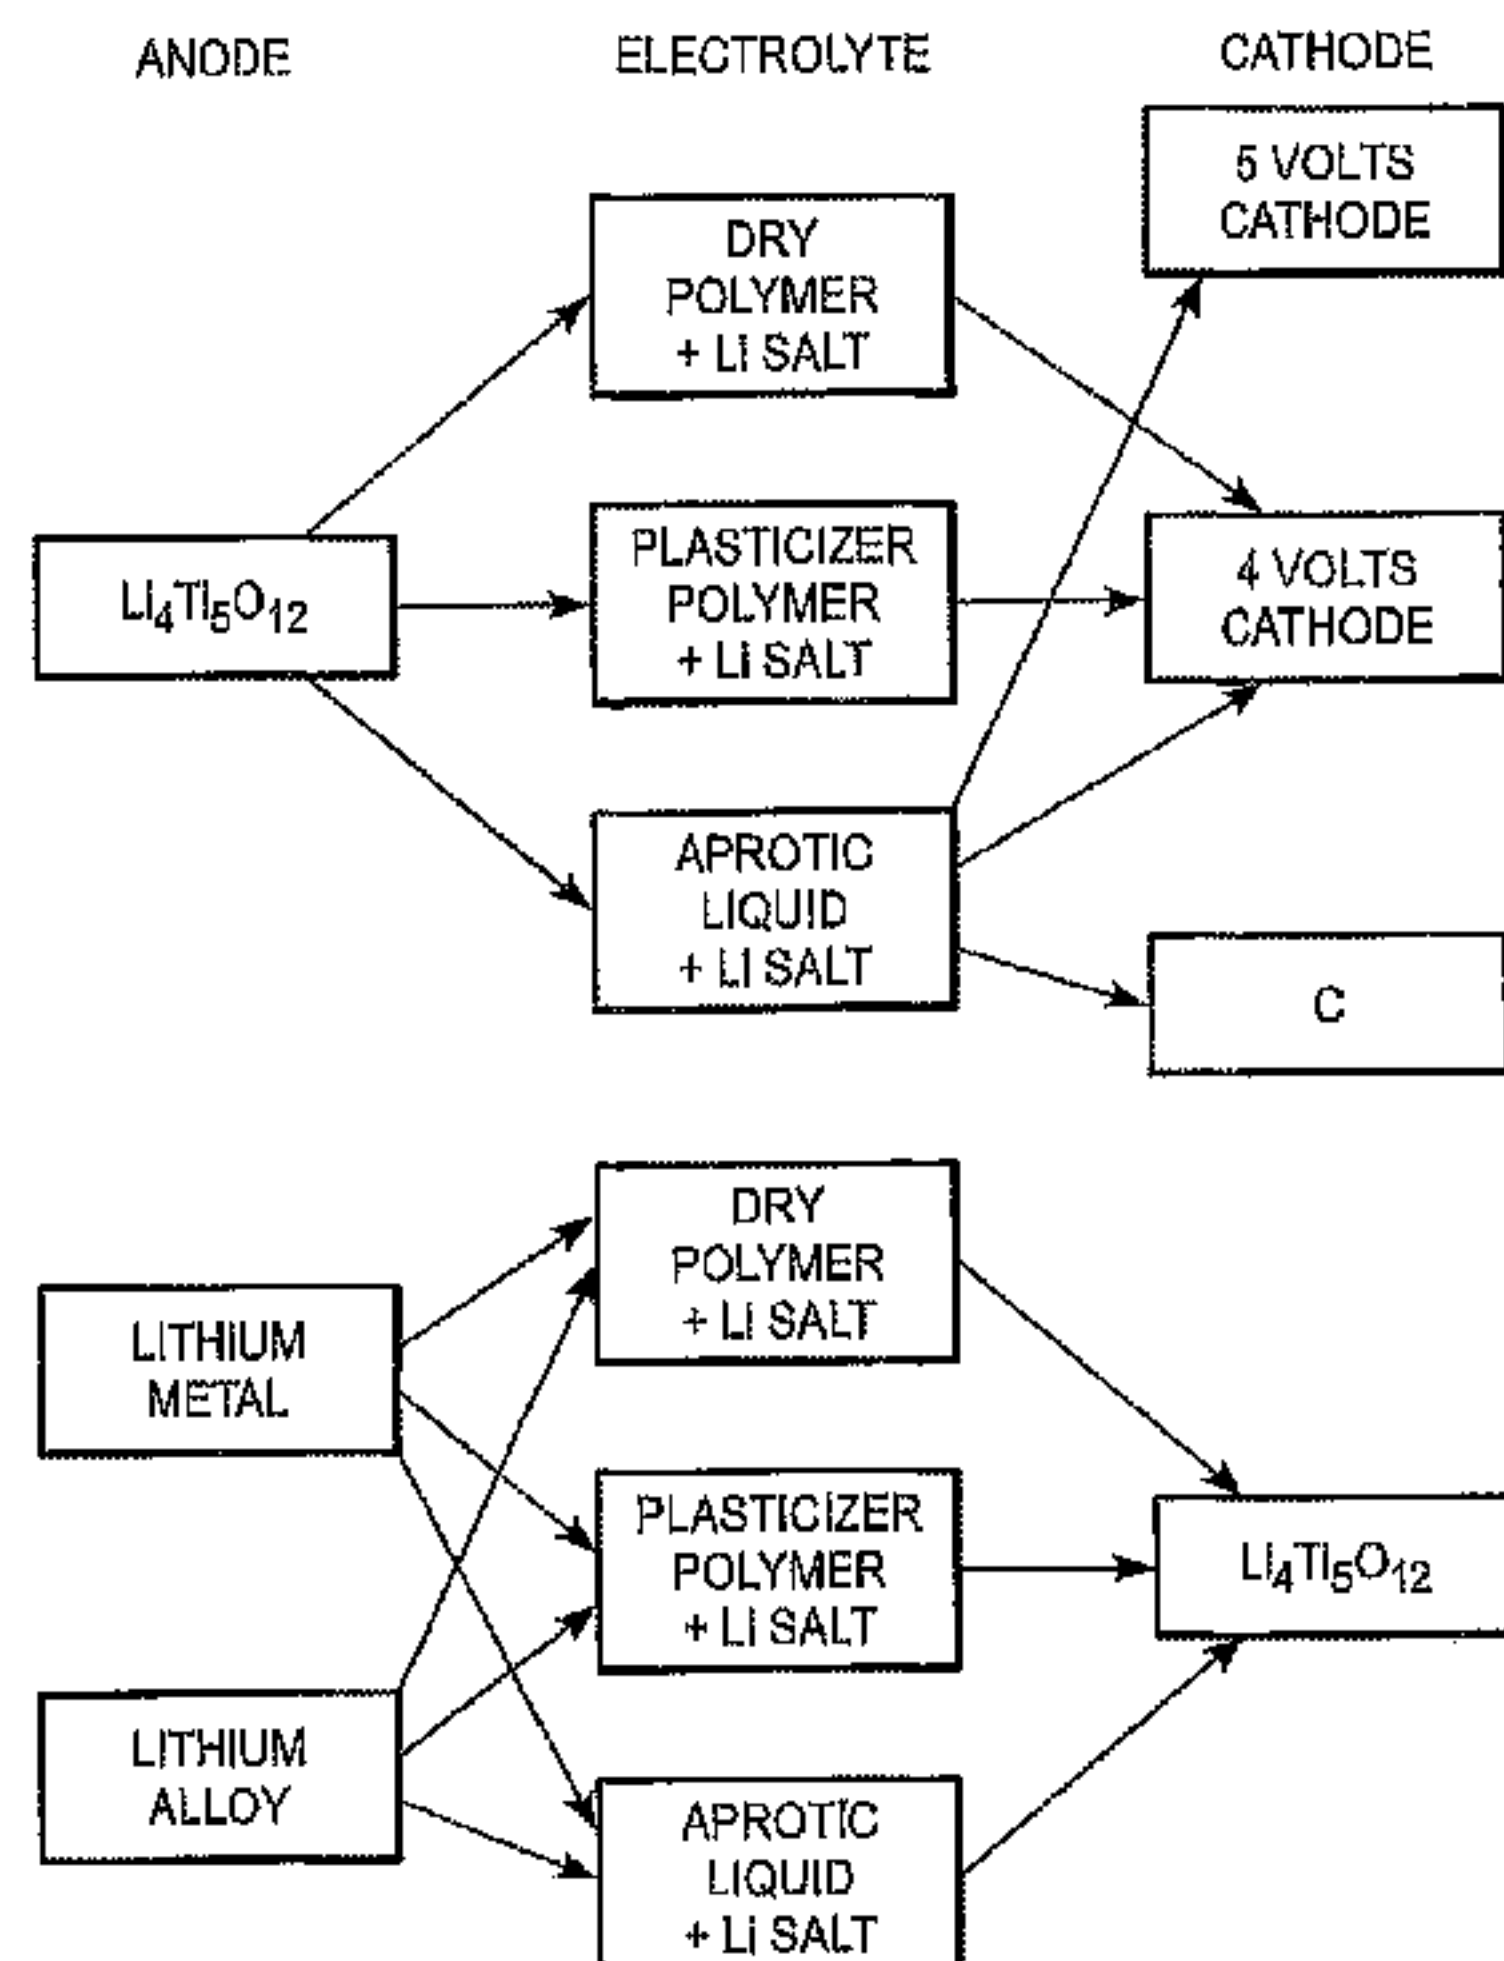 ANODE
ELECTROLYTE
CATHODE
5 VOLTS
CATHODE
DRY
POLYMER
+ Li SALT
Li4Ti5O12
PLASTICIZER
POLYMER
+ Li SALT
4 VOLTS
CATHODE
APROTIC
LIQUID
+ Li SALT
C
DRY
POLYMER
+ Li SALT
LITHIUM
METAL
PLASTICIZER
POLYMER
+ Li SALT
Li4Ti5O12
LITHIUM
ALLOY
APROTIC
LIQUID
+ Li SALT